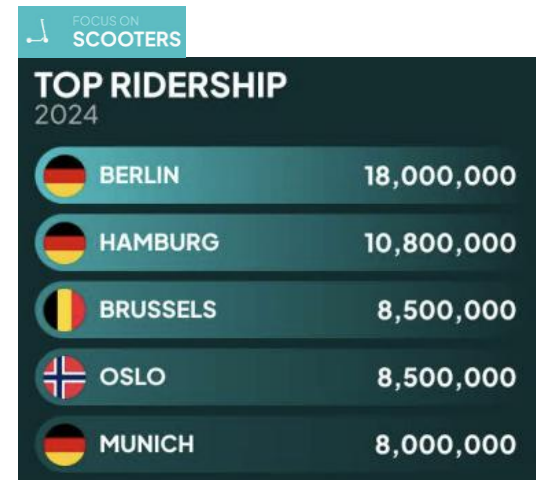 FOCUS ON
SCOOTERS
TOP RIDERSHIP
2024
BERLIN 18,000,000
HAMBURG 10,800,000
BRUSSELS 8,500,000
OSLO 8,500,000
MUNICH 8,000,000